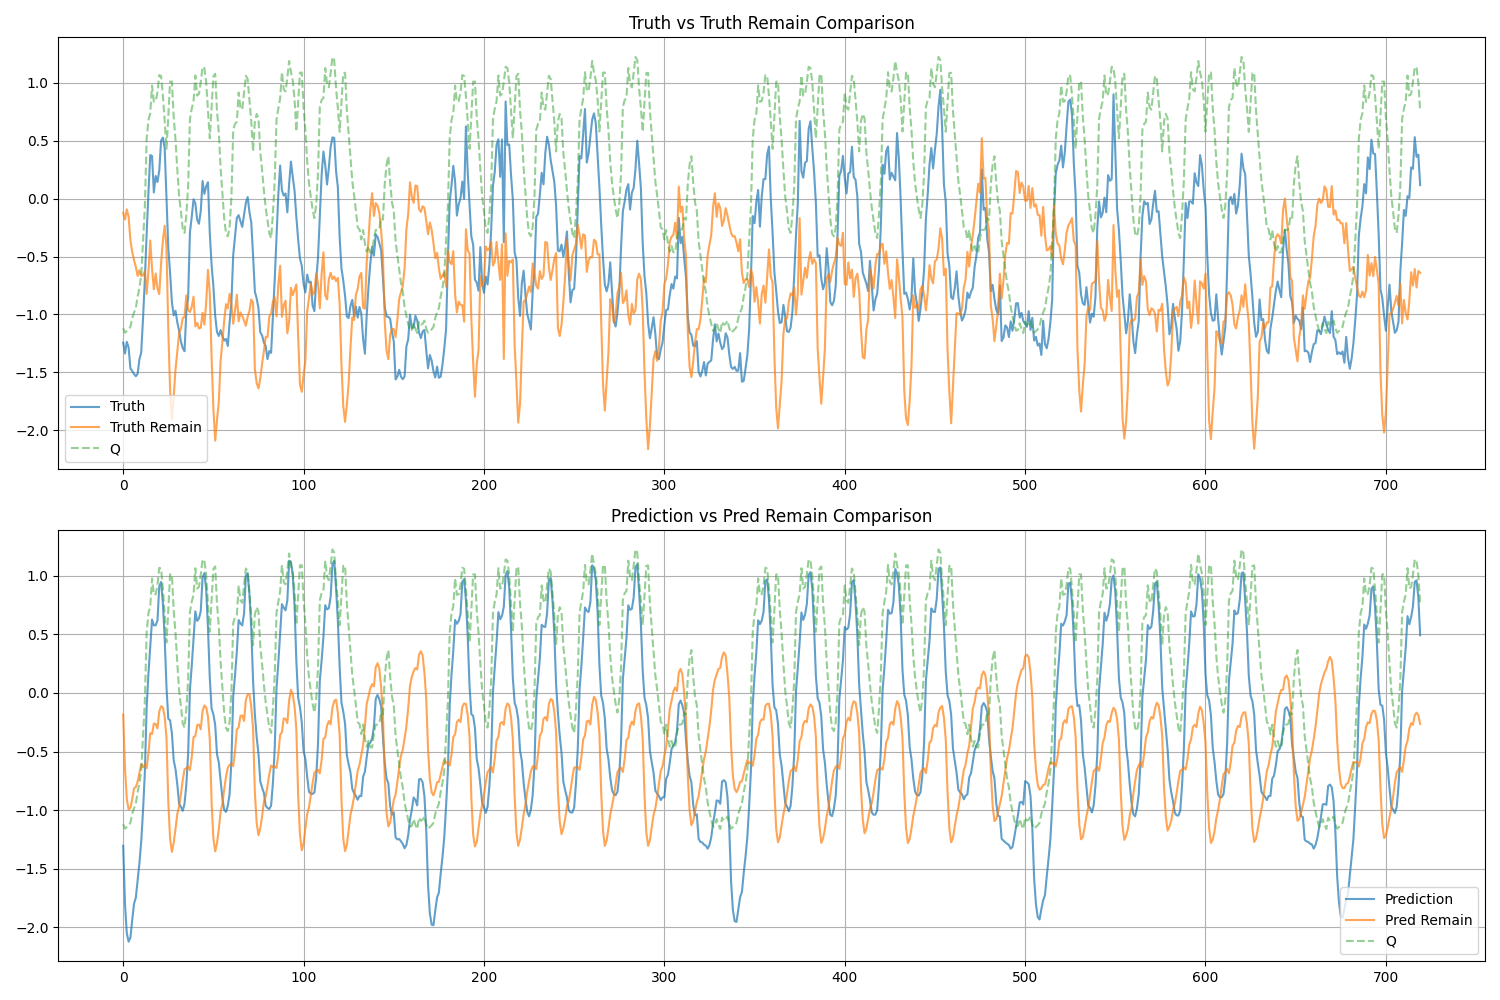 Truth vs Truth Remain Comparison
1.0
0.5
0.0
−0.5
−1.0
−1.5
−2.0
Truth
Truth Remain
Q
0 100 200 300 400 500 600 700
Prediction vs Pred Remain Comparison
1.0
0.5
0.0
−0.5
−1.0
−1.5
−2.0
Prediction
Pred Remain
Q
0 100 200 300 400 500 600 700